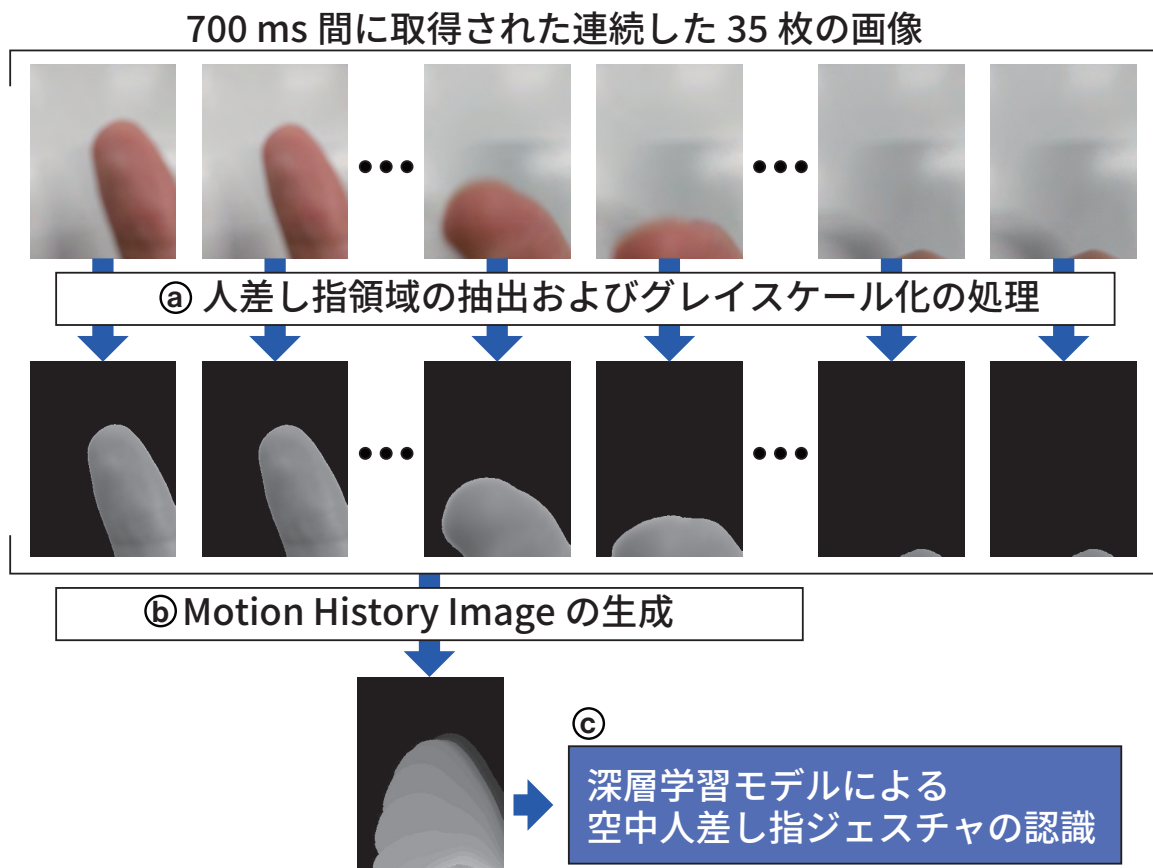 700 ms 間に取得された連続した 35 枚の画像
●●●
●●●
ⓐ 人差し指領域の抽出およびグレイスケール化の処理
●●●
●●●
ⓑ Motion History Image の生成
ⓒ
深層学習モデルによる
空中人差し指ジェスチャの認識